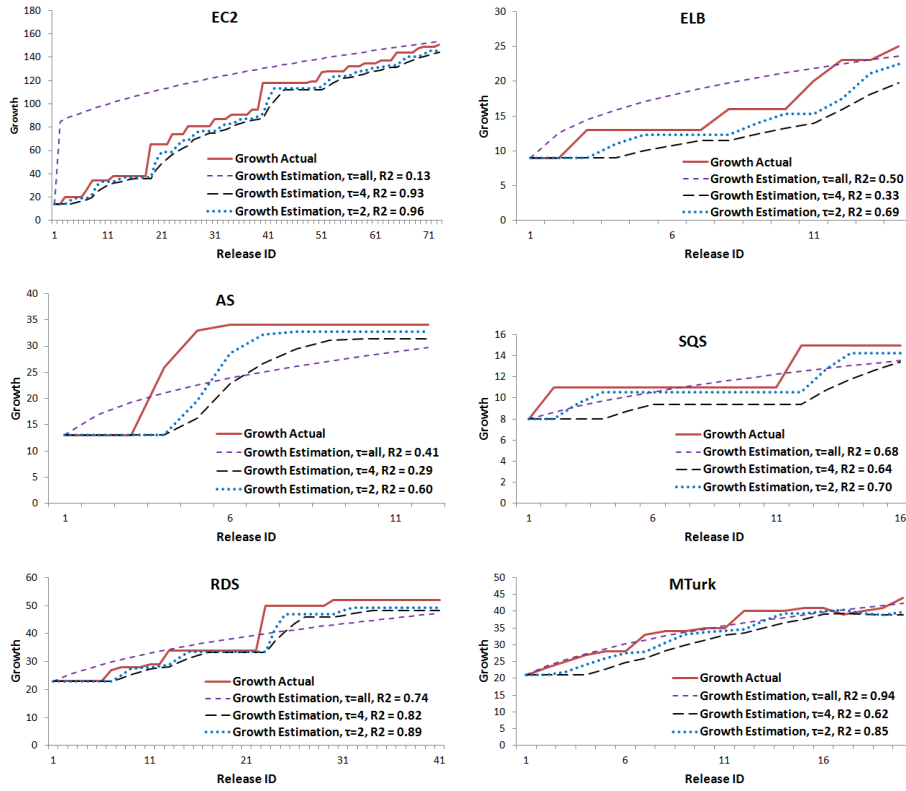 EC2
180
160
140
120
100
80
60
40
20
0
Growth
Growth Actual
Growth Estimation, τ=all, R2 = 0.13
Growth Estimation, τ=4, R2 = 0.93
Growth Estimation, τ=2, R2 = 0.96
1 11 21 31 41 51 61 71
Release ID
ELB
30
25
20
15
10
5
0
Growth
Growth Actual
Growth Estimation, τ=all, R2 = 0.50
Growth Estimation, τ=4, R2 = 0.33
Growth Estimation, τ=2, R2 = 0.69
1 6 11
Release ID
AS
40
35
30
25
20
15
10
5
0
Growth
Growth Actual
Growth Estimation, τ=all, R2 = 0.41
Growth Estimation, τ=4, R2 = 0.29
Growth Estimation, τ=2, R2 = 0.60
1 6 11
Release ID
SQS
16
14
12
10
8
6
4
2
0
Growth
Growth Actual
Growth Estimation, τ=all, R2 = 0.68
Growth Estimation, τ=4, R2 = 0.64
Growth Estimation, τ=2, R2 = 0.70
1 6 11 16
Release ID
RDS
60
50
40
30
20
10
0
Growth
Growth Actual
Growth Estimation, τ=all, R2 = 0.74
Growth Estimation, τ=4, R2 = 0.82
Growth Estimation, τ=2, R2 = 0.89
1 11 21 31 41
Release ID
MTurk
50
45
40
35
30
25
20
15
10
5
0
Growth
Growth Actual
Growth Estimation, τ=all, R2 = 0.94
Growth Estimation, τ=4, R2 = 0.62
Growth Estimation, τ=2, R2 = 0.85
1 6 11 16
Release ID